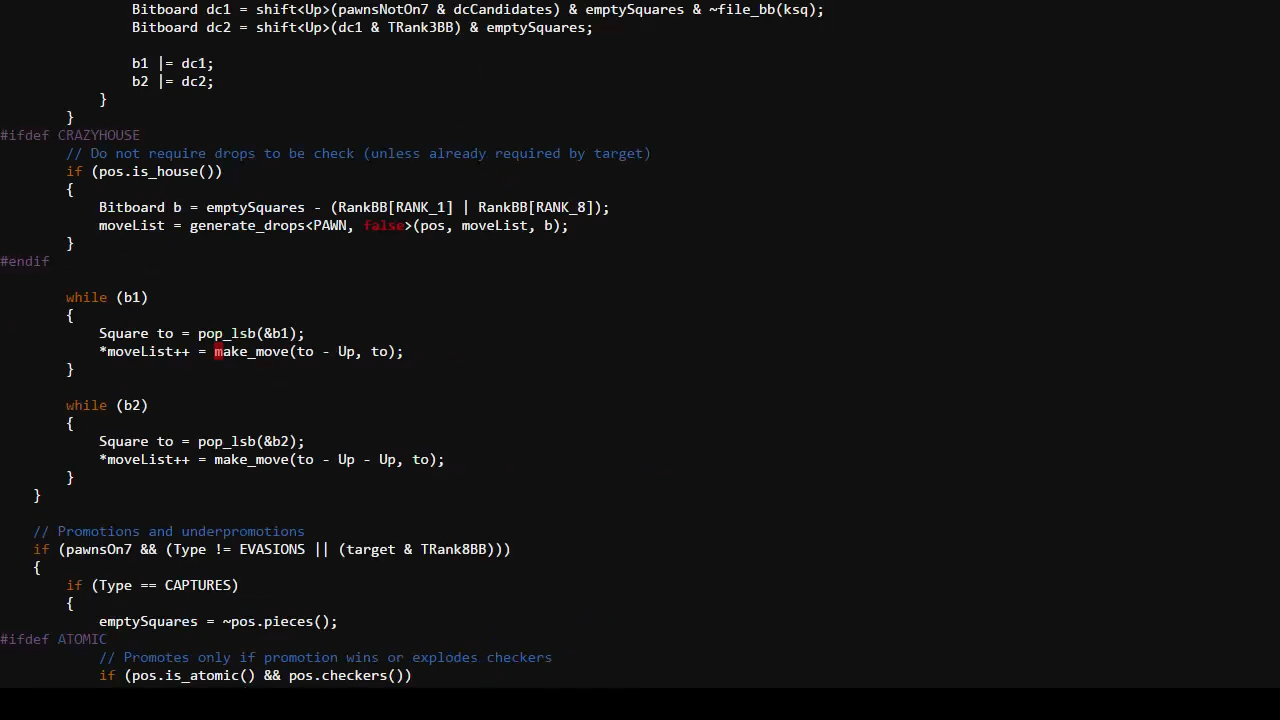 Bitboard dc1 = shift<Up>(pawnsNotOn7 & dcCandidates) & emptySquares & ~file_bb(ksq);
Bitboard dc2 = shift<Up>(dc1 & TRank3BB) & emptySquares;
b1 |= dc1;
b2 |= dc2;
}
}
#ifdef CRAZYHOUSE
// Do not require drops to be check (unless already required by target)
if (pos.is_house())
{
Bitboard b = emptySquares - (RankBB[RANK_1] | RankBB[RANK_8]);
moveList = generate_drops<PAWN, false>(pos, moveList, b);
}
#endif
while (b1)
{
Square to = pop_lsb(&b1);
*moveList++ = make_move(to - Up, to);
}
while (b2)
{
Square to = pop_lsb(&b2);
*moveList++ = make_move(to - Up - Up, to);
}
}
// Promotions and underpromotions
if (pawnsOn7 && (Type != EVASIONS || (target & TRank8BB)))
{
if (Type == CAPTURES)
{
emptySquares = ~pos.pieces();
#ifdef ATOMIC
// Promotes only if promotion wins or explodes checkers
if (pos.is_atomic() && pos.checkers())